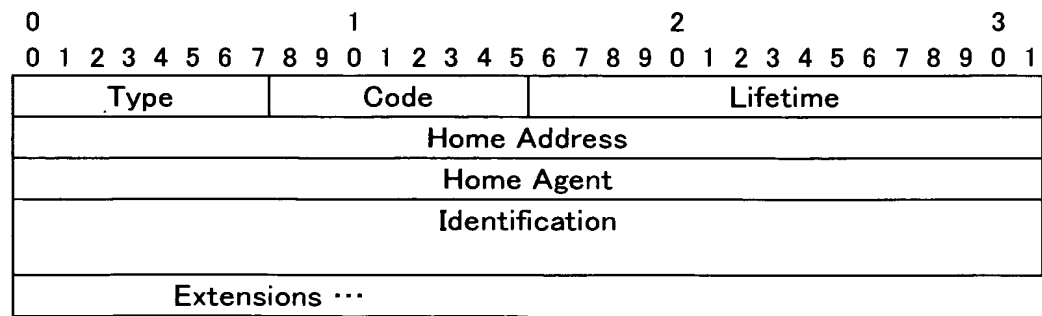 0 1 2 3
0 1 2 3 4 5 6 7 8 9 0 1 2 3 4 5 6 7 8 9 0 1 2 3 4 5 6 7 8 9 0 1
Type Code Lifetime
Home Address
Home Agent
Identification
Extensions ···